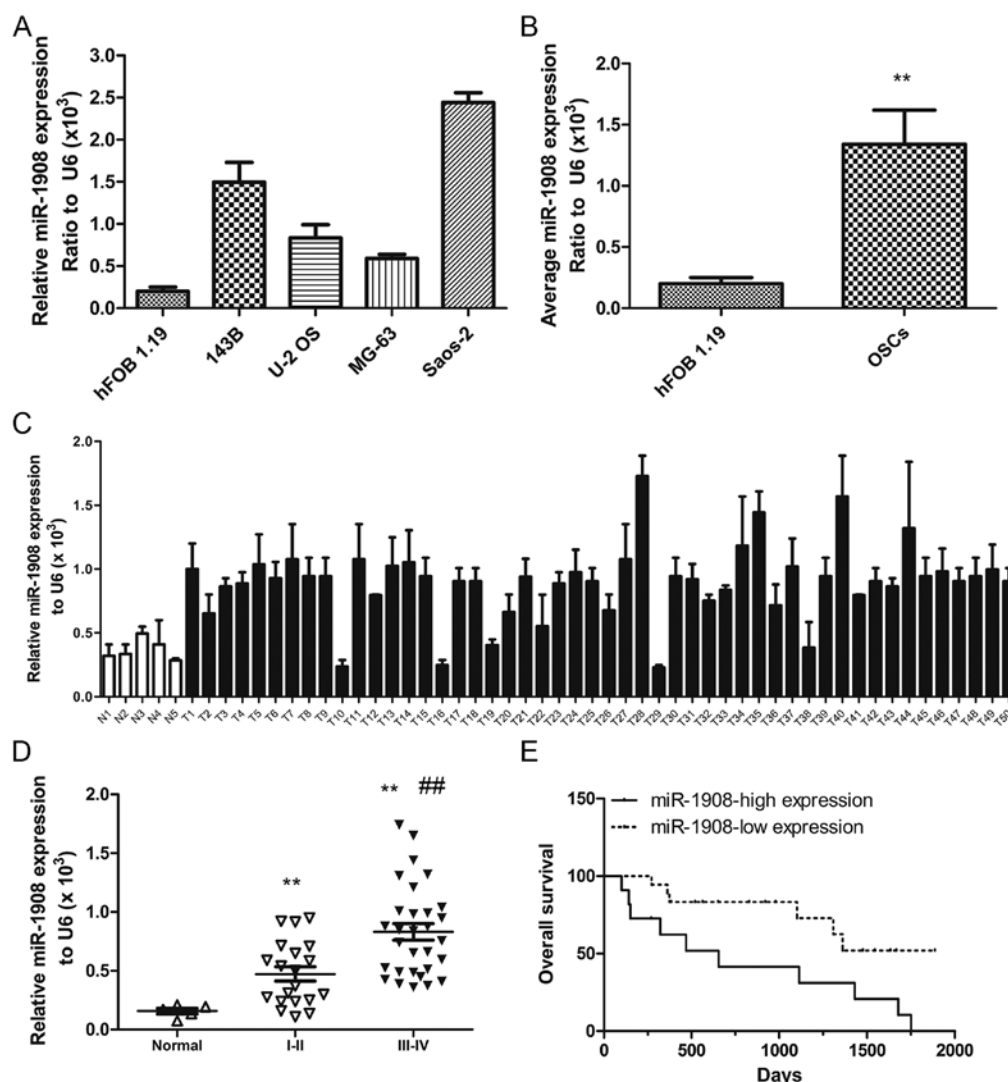 A
Relative miR-1908 expression
Ratio to U6 (x10³)
3.0
2.5
2.0
1.5
1.0
0.5
0.0
hFOB 1.19
143B
U-2 OS
MG-63
Saos-2
B
Average miR-1908 expression
Ratio to U6 (x10³)
2.0
1.5
1.0
0.5
0.0
**
hFOB 1.19
OSCs
C
Relative miR-1908 expression
to U6 (x 10³)
2.0
1.5
1.0
0.5
0.0
N1 N2 N3 N4 N5 T1 T2 T3 T4 T5 T6 T7 T8 T9 T10 T11 T12 T13 T14 T15 T16 T17 T18 T19 T20 T21 T22 T23 T24 T25 T26 T27 T28 T29 T30 T31 T32 T33 T34 T35 T36 T37 T38 T39 T40 T41 T42 T43 T44 T45 T46 T47 T48 T49 T50
D
Relative miR-1908 expression
to U6 (x 10³)
2.0
1.5
1.0
0.5
0.0
**
** ##
Normal
I-II
III-IV
E
Overall survival
150
100
50
0
miR-1908-high expression
miR-1908-low expression
0 500 1000 1500 2000
Days